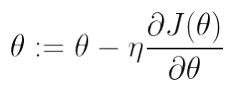 θ := θ − η ∂J(θ)/∂θ